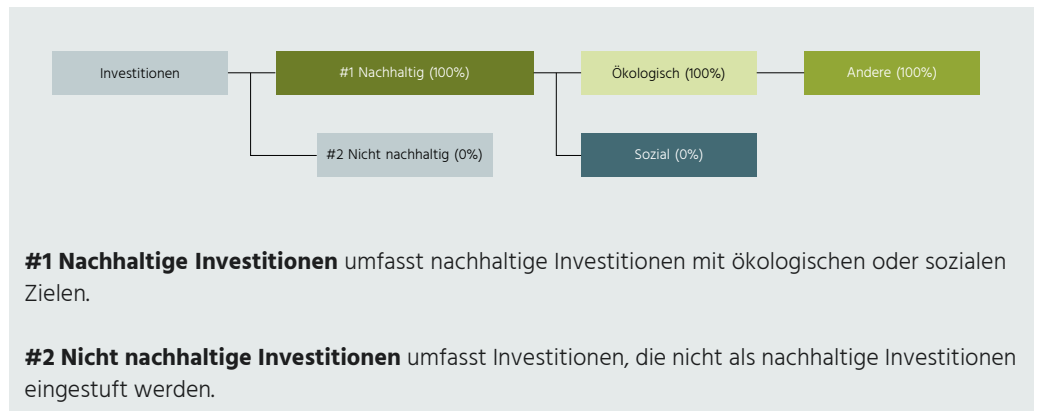 Investitionen
#1 Nachhaltig (100%)
Ökologisch (100%)
Andere (100%)
#2 Nicht nachhaltig (0%)
Sozial (0%)
#1 Nachhaltige Investitionen umfasst nachhaltige Investitionen mit ökologischen oder sozialen
Zielen.
#2 Nicht nachhaltige Investitionen umfasst Investitionen, die nicht als nachhaltige Investitionen
eingestuft werden.